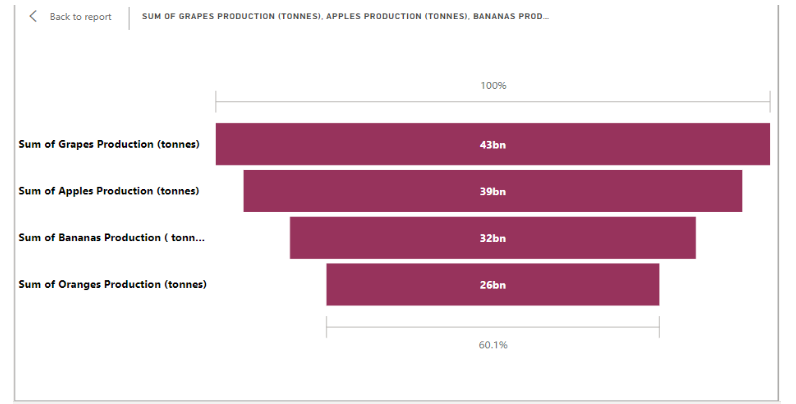 Back to report
SUM OF GRAPES PRODUCTION (TONNES), APPLES PRODUCTION (TONNES), BANANAS PROD...
100%
Sum of Grapes Production (tonnes) 43bn
Sum of Apples Production (tonnes) 39bn
Sum of Bananas Production ( tonn... 32bn
Sum of Oranges Production (tonnes) 26bn
60.1%